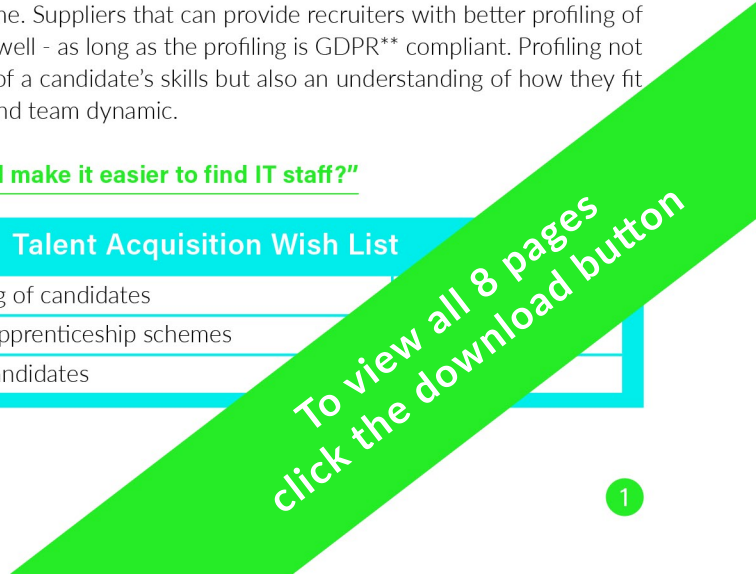 ne. Suppliers that can provide recruiters with better profiling of
well - as long as the profiling is GDPR** compliant. Profiling not
of a candidate's skills but also an understanding of how they fit
nd team dynamic.
make it easier to find IT staff?"
Talent Acquisition Wish List
g of candidates
pprenticeship schemes
andidates
To view all 8 pages
click the download button
1